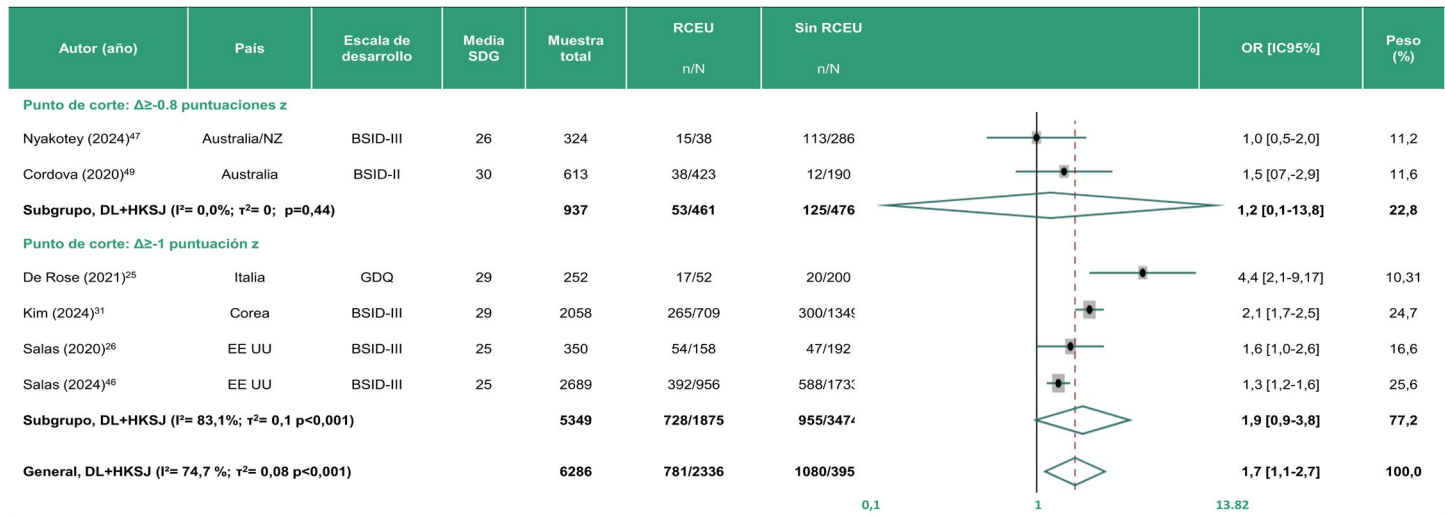 Autor (año) País Escala de desarrollo Media SDG Muestra total RCEU n/N Sin RCEU n/N OR [IC95%] Peso (%)
Punto de corte: Δ≥-0.8 puntuaciones z
Nyakotey (2024)47 Australia/NZ BSID-III 26 324 15/38 113/286 1,0 [0,5-2,0] 11,2
Cordova (2020)49 Australia BSID-II 30 613 38/423 12/190 1,5 [07,-2,9] 11,6
Subgrupo, DL+HKSJ (I²= 0,0%; τ²= 0; p=0,44) 937 53/461 125/476 1,2 [0,1-13,8] 22,8
Punto de corte: Δ≥-1 puntuación z
De Rose (2021)25 Italia GDQ 29 252 17/52 20/200 4,4 [2,1-9,17] 10,31
Kim (2024)31 Corea BSID-III 29 2058 265/709 300/1349 2,1 [1,7-2,5] 24,7
Salas (2020)26 EE UU BSID-III 25 350 54/158 47/192 1,6 [1,0-2,6] 16,6
Salas (2024)46 EE UU BSID-III 25 2689 392/956 588/1733 1,3 [1,2-1,6] 25,6
Subgrupo, DL+HKSJ (I²= 83,1%; τ²= 0,1 p<0,001) 5349 728/1875 955/3474 1,9 [0,9-3,8] 77,2
General, DL+HKSJ (I²= 74,7 %; τ²= 0,08 p<0,001) 6286 781/2336 1080/395 1,7 [1,1-2,7] 100,0
0,1 1 13.82